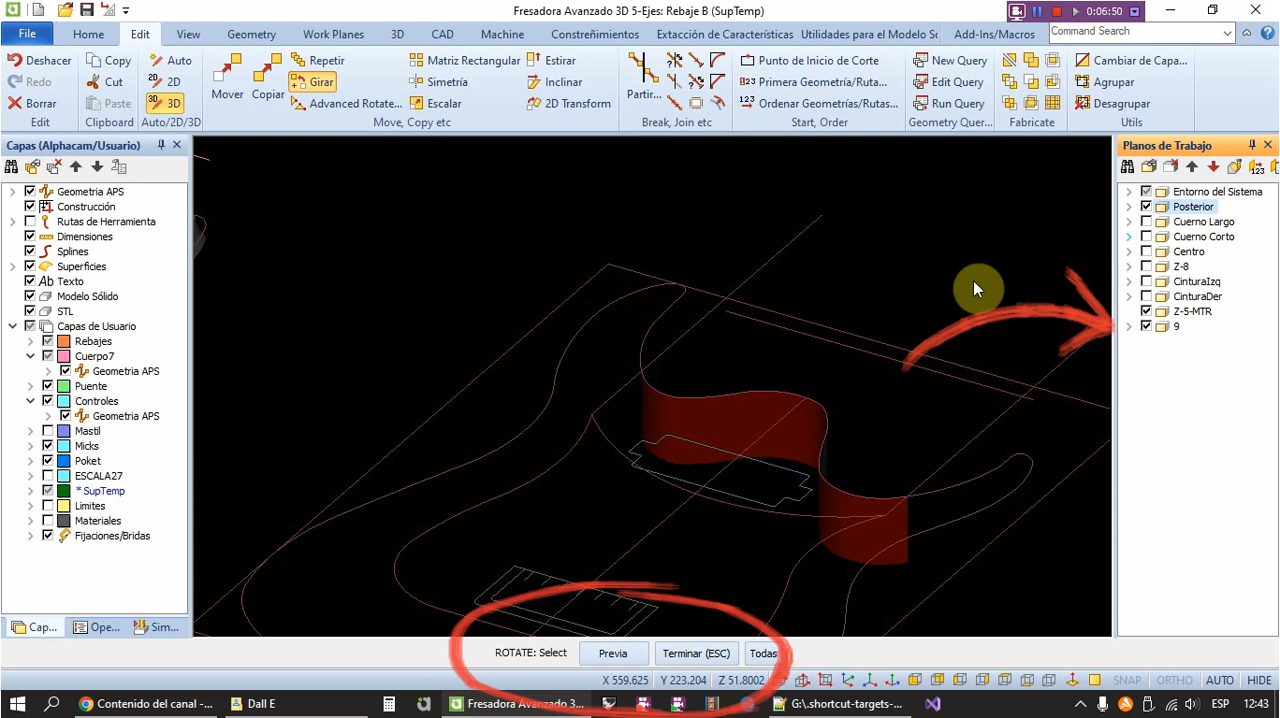 Fresadora Avanzado 3D 5-Ejes: Rebaje B (SupTemp)
0:06:50
File Home Edit View Geometry Work Planes 3D CAD Machine Constreñimientos Extacción de Características Utilidades para el Modelo Sc Add-Ins/Macros Command Search
Deshacer Copy Auto Repetir Matriz Rectangular Estirar Punto de Inicio de Corte New Query Cambiar de Capa...
Redo Cut 2D Mover Copiar Girar Simetría Inclinar Partir... Primera Geometría/Ruta... Edit Query Agrupar
Borrar Paste 3D Advanced Rotate... Escalar 2D Transform Ordenar Geometrías/Rutas... Run Query Desagrupar
Edit Clipboard Auto/2D/3D Move, Copy etc Break, Join etc Start, Order Geometry Quer... Fabricate Utils
Capas (Alphacam/Usuario)
Geometria APS
Construcción
Rutas de Herramienta
Dimensiones
Splines
Superficies
Texto
Modelo Sólido
STL
Capas de Usuario
Rebajes
Cuerpo7
Geometria APS
Puente
Controles
Geometria APS
Mastil
Micks
Poket
ESCALA27
* SupTemp
Limites
Materiales
Fijaciones/Bridas
Cap... Ope... Sim...
Planos de Trabajo
Entorno del Sistema
Posterior
Cuerno Largo
Cuerno Corto
Centro
Z-8
CinturaIzq
CinturaDer
Z-5-MTR
9
ROTATE: Select Previa Terminar (ESC) Todas
X 559.625 Y 223.204 Z 51.8002 SNAP ORTHO AUTO HIDE
Contenido del canal -... Dall E Fresadora Avanzado 3... G:\.shortcut-targets-... ESP 12:43